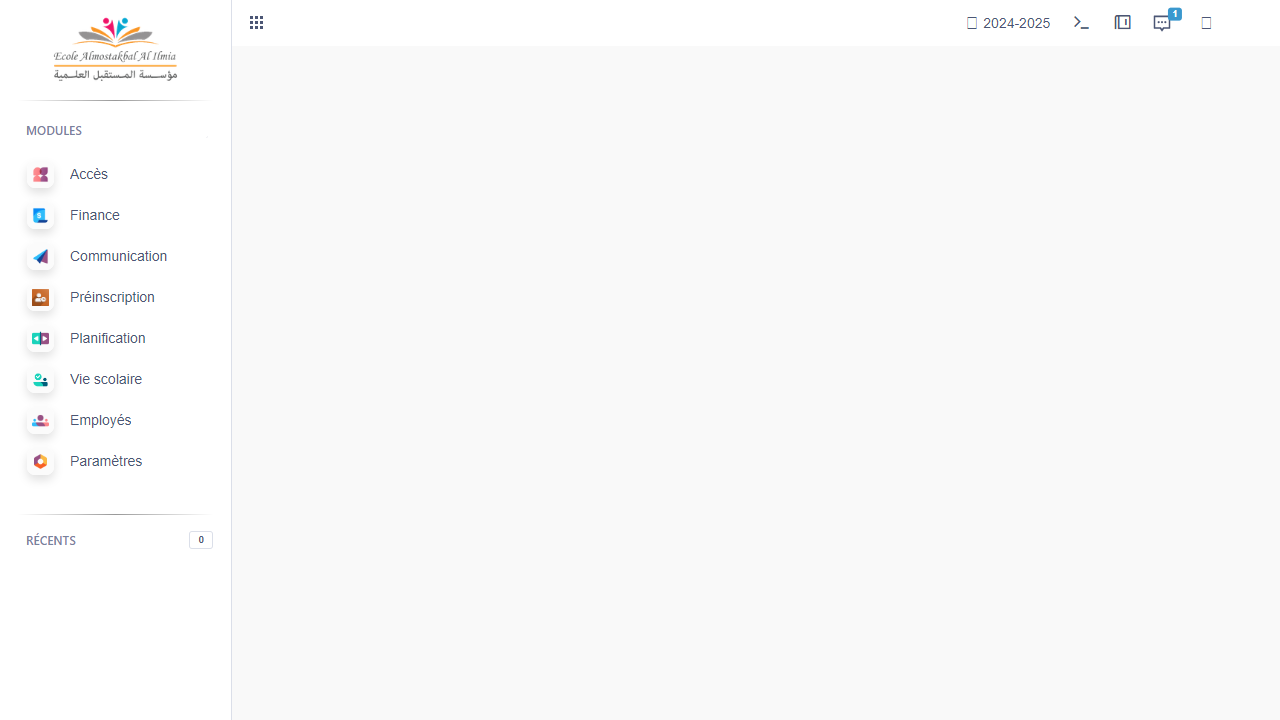 Ecole Almostakbal Al Ilmia
مؤسسة المستقبل العلمية
2024-2025
1
MODULES
Accès
Finance
Communication
Préinscription
Planification
Vie scolaire
Employés
Paramètres
RÉCENTS
0